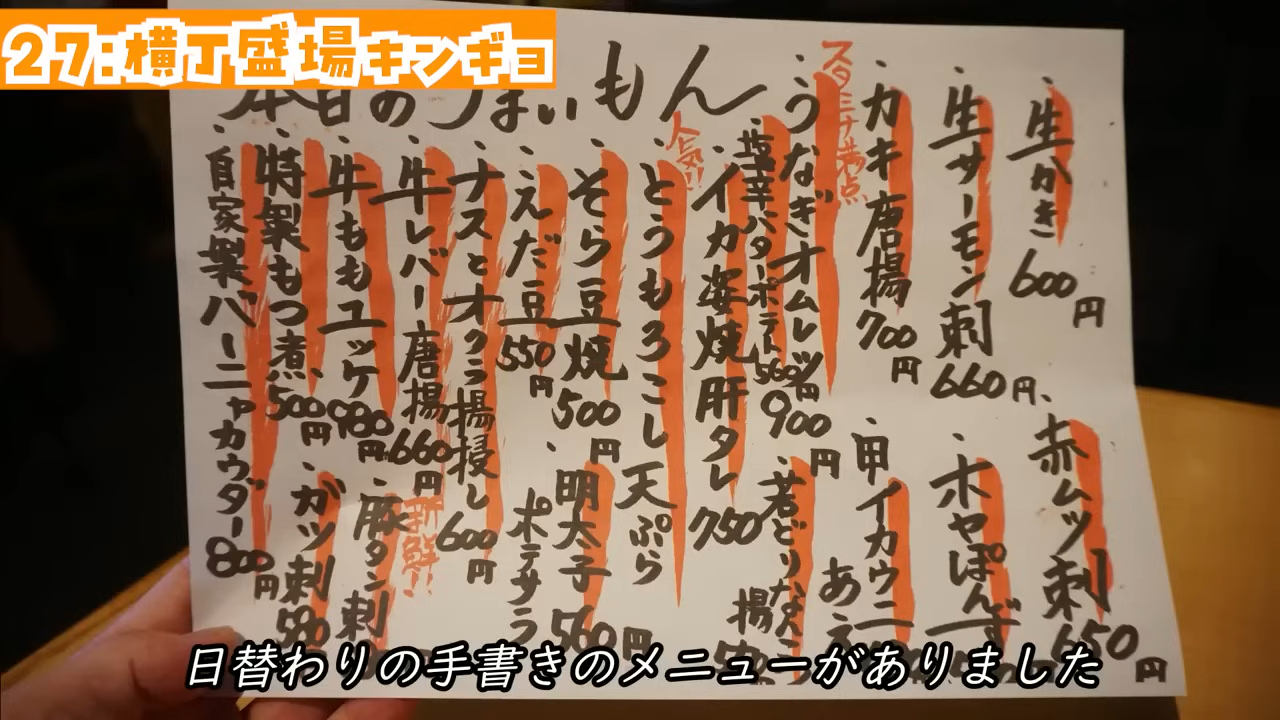 27:横丁盛場キンギョ
本日のうまいもん
・生かき 600円
・生サーモン刺 660円
・カキ唐揚 700円
スタミナ満点
・うなぎオムレツ 900円
・塩辛バターポテト 560円
・イカ姿焼肝タレ 750
人気!!
・とうもろこし天ぷら
・そら豆焼 500円
・えだ豆 550円
・ナスとオクラ揚浸し 600円
・牛レバー唐揚 660円
新鮮!!
・牛ももユッケ 980円
・特製もつ煮 500円
・自家製バーニャカウダー 800円
・赤ムツ刺 650円
・ホヤぽんず
・甲イカウニあえ
・若どりなんこつ揚
・明太子ポテサラ 560円
・豚タン刺
・ガツ刺 580
日替わりの手書きのメニューがありました